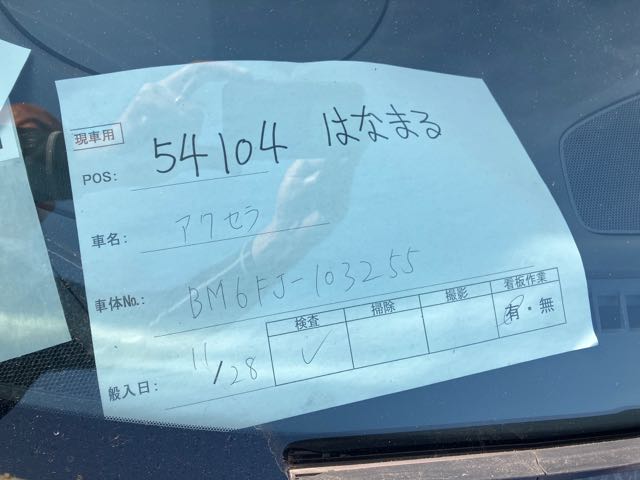 現車用
POS: 54104 はなまる
車名: アクセラ
車体No.: BM6FJ-103255
検査 掃除 撮影 看板作業
✓ 有・無
般入日: 11/28